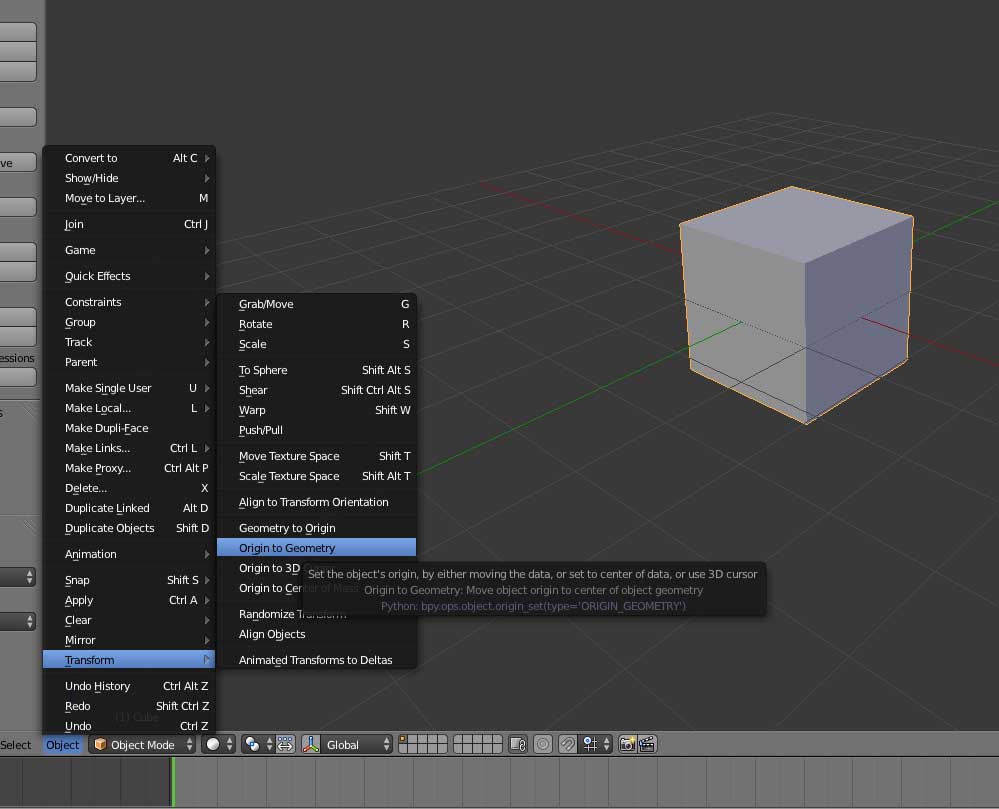 ve
essions
s
Convert to Alt C
Show/Hide
Move to Layer... M
Join Ctrl J
Game
Quick Effects
Constraints
Group
Track
Parent
Make Single User U
Make Local... L
Make Dupli-Face
Make Links... Ctrl L
Make Proxy... Ctrl Alt P
Delete... X
Duplicate Linked Alt D
Duplicate Objects Shift D
Animation
Snap Shift S
Apply Ctrl A
Clear
Mirror
Transform
Undo History Ctrl Alt Z
Redo Shift Ctrl Z
(1) Cube
Undo Ctrl Z
Grab/Move G
Rotate R
Scale S
To Sphere Shift Alt S
Shear Shift Ctrl Alt S
Warp Shift W
Push/Pull
Move Texture Space Shift T
Scale Texture Space Shift Alt T
Align to Transform Orientation
Geometry to Origin
Origin to Geometry
Origin to 3D
Origin to Center of Mass
Randomize Transform
Align Objects
Animated Transforms to Deltas
Set the object's origin, by either moving the data, or set to center of data, or use 3D cursor
Origin to Geometry: Move object origin to center of object geometry
Python: bpy.ops.object.origin_set(type='ORIGIN_GEOMETRY')
Select Object Object Mode Global